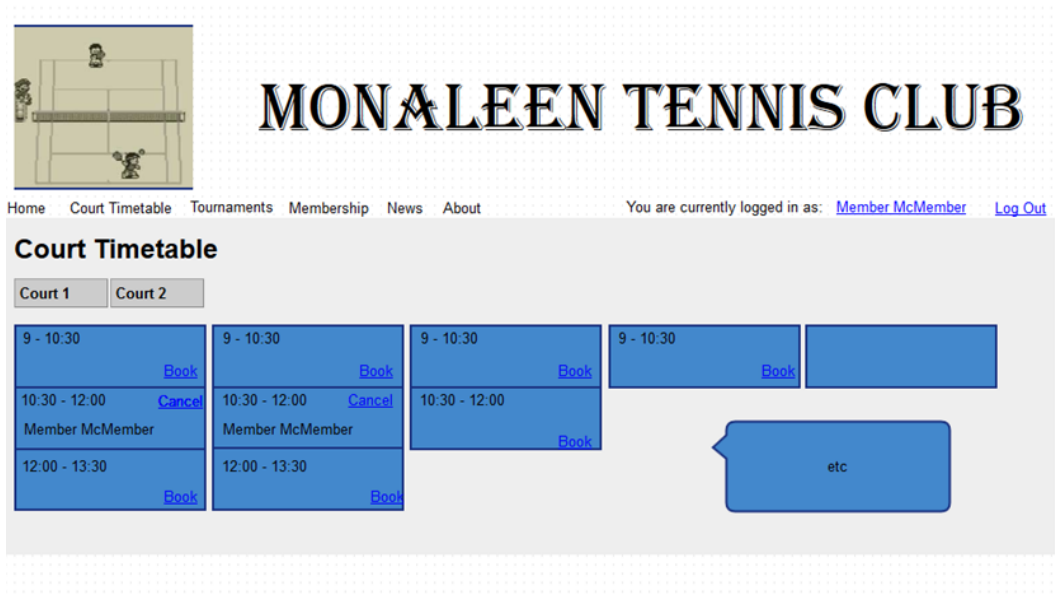 MONALEEN TENNIS CLUB
Home Court Timetable Tournaments Membership News About You are currently logged in as: Member McMember Log Out
Court Timetable
Court 1 Court 2
9 - 10:30 9 - 10:30 9 - 10:30 9 - 10:30
Book Book Book Book
10:30 - 12:00 Cancel 10:30 - 12:00 Cancel 10:30 - 12:00
Member McMember Member McMember
Book
12:00 - 13:30 12:00 - 13:30
etc
Book Book